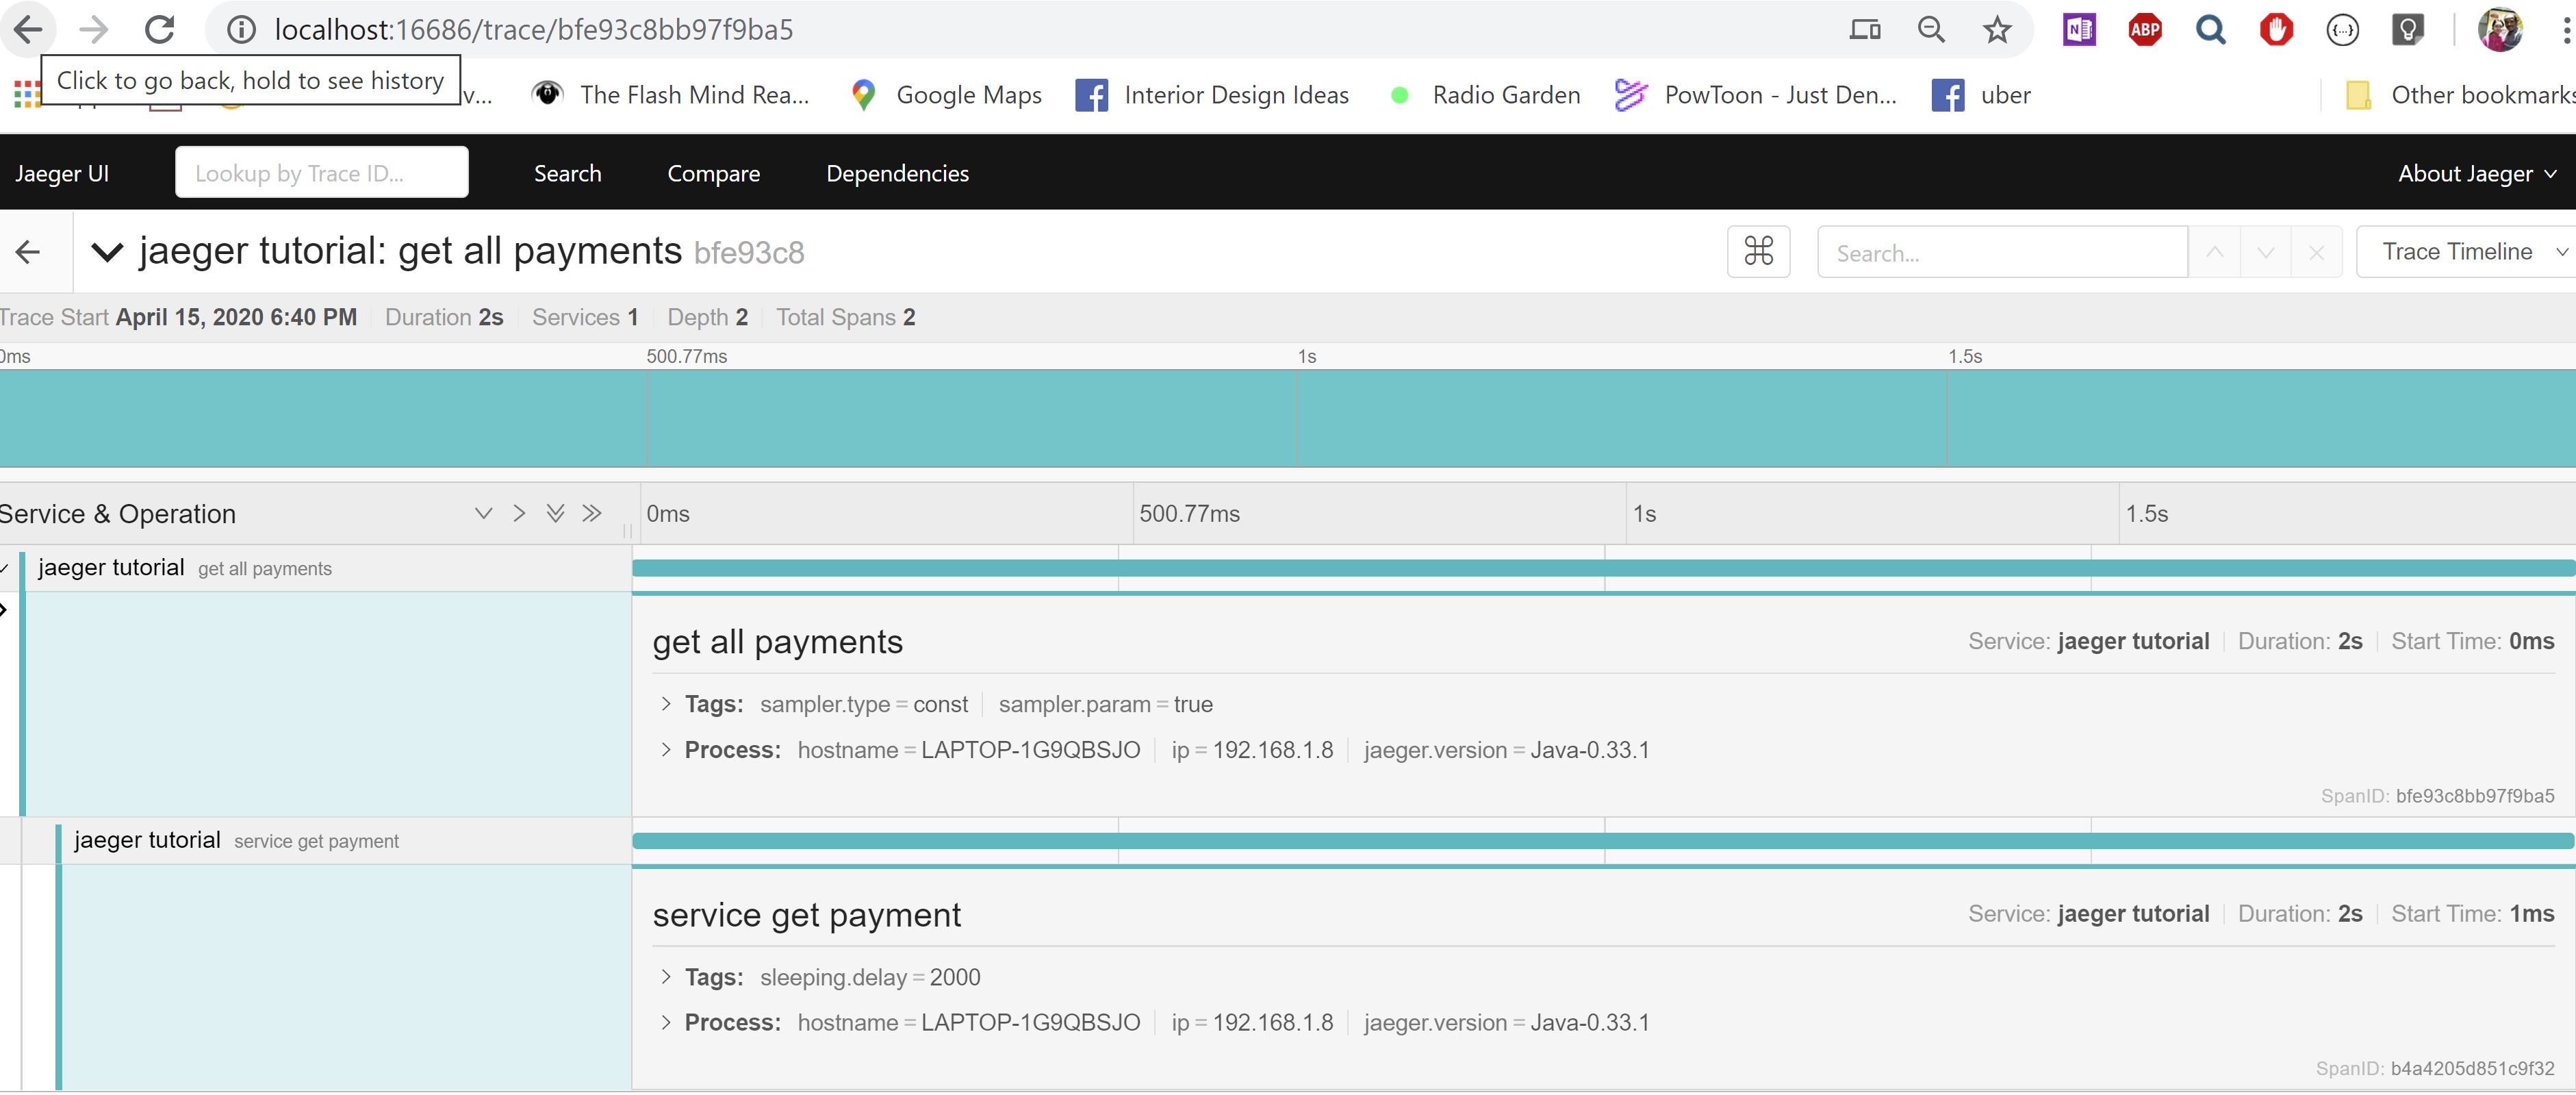 localhost:16686/trace/bfe93c8bb97f9ba5
ABP
Click to go back, hold to see history
v... The Flash Mind Rea... Google Maps Interior Design Ideas Radio Garden PowToon - Just Den... uber Other bookmarks
Jaeger UI Lookup by Trace ID... Search Compare Dependencies About Jaeger
jaeger tutorial: get all payments bfe93c8 Search... Trace Timeline
Trace Start April 15, 2020 6:40 PM Duration 2s Services 1 Depth 2 Total Spans 2
0ms 500.77ms 1s 1.5s
Service & Operation 0ms 500.77ms 1s 1.5s
jaeger tutorial get all payments
get all payments Service: jaeger tutorial Duration: 2s Start Time: 0ms
Tags: sampler.type = const sampler.param = true
Process: hostname = LAPTOP-1G9QBSJO ip = 192.168.1.8 jaeger.version = Java-0.33.1
SpanID: bfe93c8bb97f9ba5
jaeger tutorial service get payment
service get payment Service: jaeger tutorial Duration: 2s Start Time: 1ms
Tags: sleeping.delay = 2000
Process: hostname = LAPTOP-1G9QBSJO ip = 192.168.1.8 jaeger.version = Java-0.33.1
SpanID: b4a4205d851c9f32